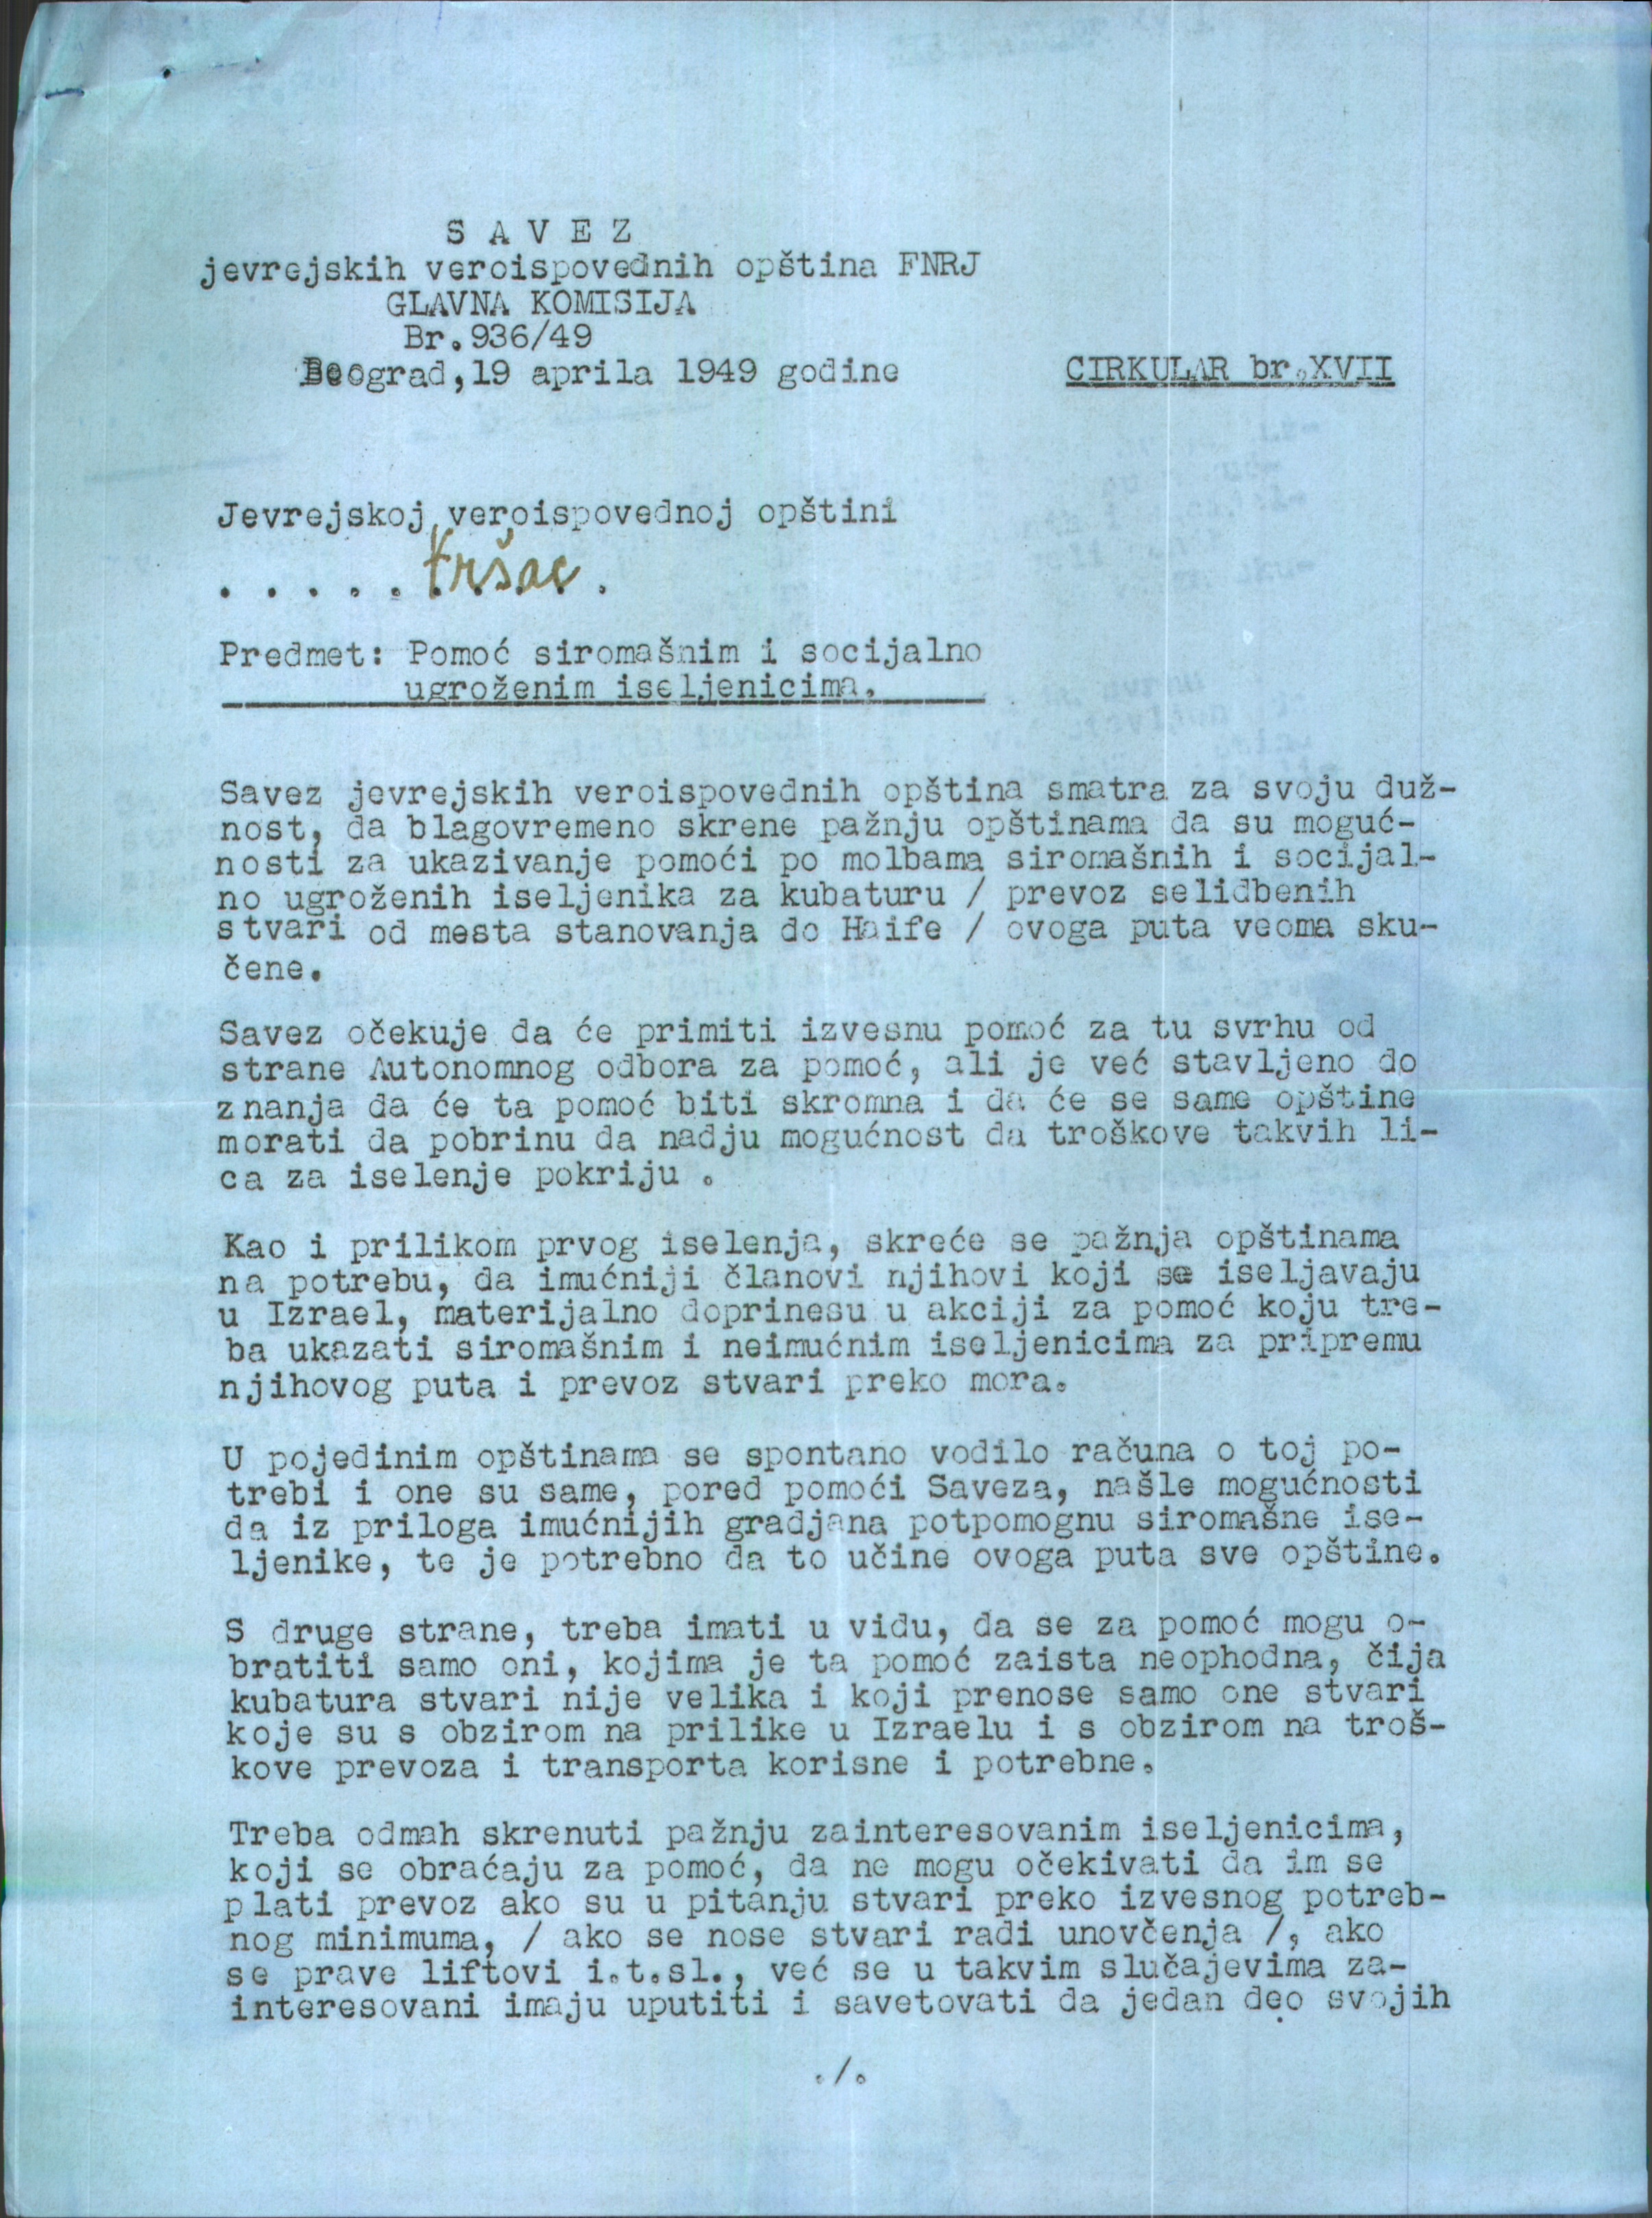 S A V E Z
jevrejskih veroispovednih opština FNRJ
GLAVNA KOMISIJA
Br.936/49
Beograd,19 aprila 1949 godine
CIRKULAR br.XVII
Jevrejskoj veroispovednoj opštini
. . . . . Vršac .
Predmet: Pomoć siromašnim i socijalno
ugroženim iseljenicima.
Savez jevrejskih veroispovednih opština smatra za svoju duž-
nost, da blagovremeno skrene pažnju opštinama da su moguć-
nosti za ukazivanje pomoći po molbama siromašnih i socijal-
no ugroženih iseljenika za kubaturu / prevoz selidbenih
stvari od mesta stanovanja do Haife / ovoga puta veoma sku-
čene.
Savez očekuje da će primiti izvesnu pomoć za tu svrhu od
strane Autonomnog odbora za pomoć, ali je već stavljeno do
znanja da će ta pomoć biti skromna i da će se same opštine
morati da pobrinu da nadju mogućnost da troškove takvih li-
ca za iselenje pokriju .
Kao i prilikom prvog iselenja, skreće se pažnja opštinama
na potrebu, da imućniji članovi njihovi koji se iseljavaju
u Izrael, materijalno doprinesu u akciji za pomoć koju tre-
ba ukazati siromašnim i neimućnim iseljenicima za pripremu
njihovog puta i prevoz stvari preko mora.
U pojedinim opštinama se spontano vodilo računa o toj po-
trebi i one su same, pored pomoći Saveza, našle mogućnosti
da iz priloga imućnijih gradjana potpomognu siromašne ise-
ljenike, te je potrebno da to učine ovoga puta sve opštine.
S druge strane, treba imati u vidu, da se za pomoć mogu o-
bratiti samo oni, kojima je ta pomoć zaista neophodna, čija
kubatura stvari nije velika i koji prenose samo one stvari
koje su s obzirom na prilike u Izraelu i s obzirom na troš-
kove prevoza i transporta korisne i potrebne.
Treba odmah skrenuti pažnju zainteresovanim iseljenicima,
koji se obraćaju za pomoć, da ne mogu očekivati da im se
plati prevoz ako su u pitanju stvari preko izvesnog potreb-
nog minimuma, / ako se nose stvari radi unovčenja /, ako
se prave liftovi i.t.sl., već se u takvim slučajevima za-
interesovani imaju uputiti i savetovati da jedan deo svojih
./.